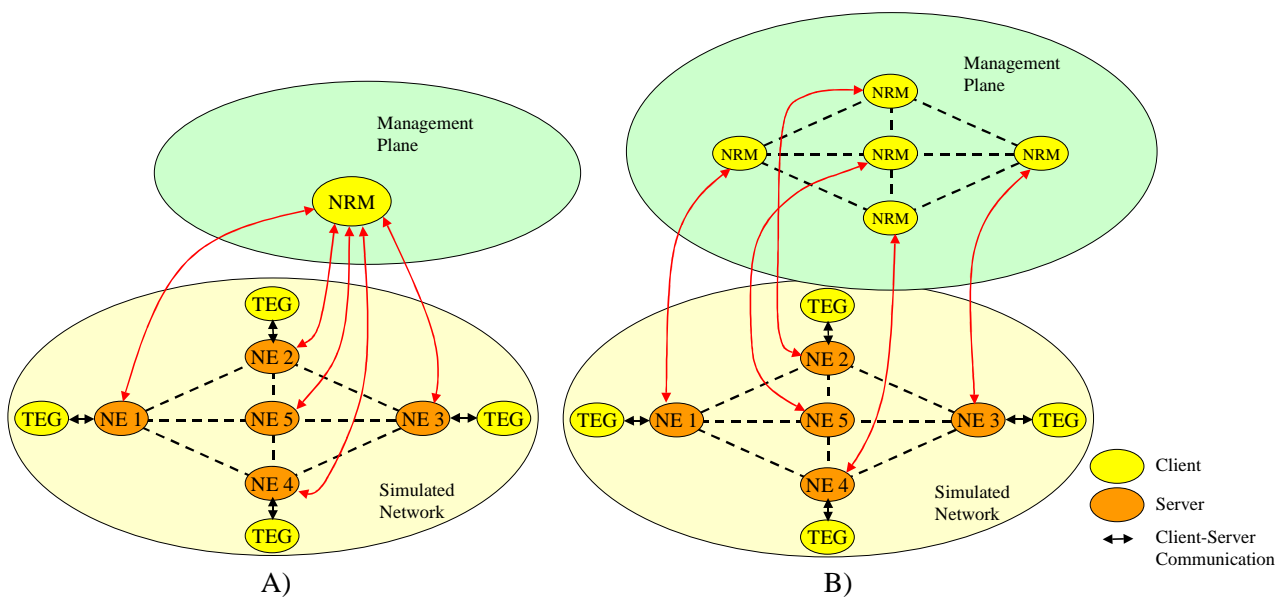 Management
Plane
NRM
TEG
NE 2
TEG
NE 1
NE 5
NE 3
TEG
NE 4
TEG
Simulated
Network
A)
Management
Plane
NRM
NRM
NRM
NRM
NRM
TEG
NE 2
TEG
NE 1
NE 5
NE 3
TEG
NE 4
TEG
Simulated
Network
B)
Client
Server
Client-Server
Communication